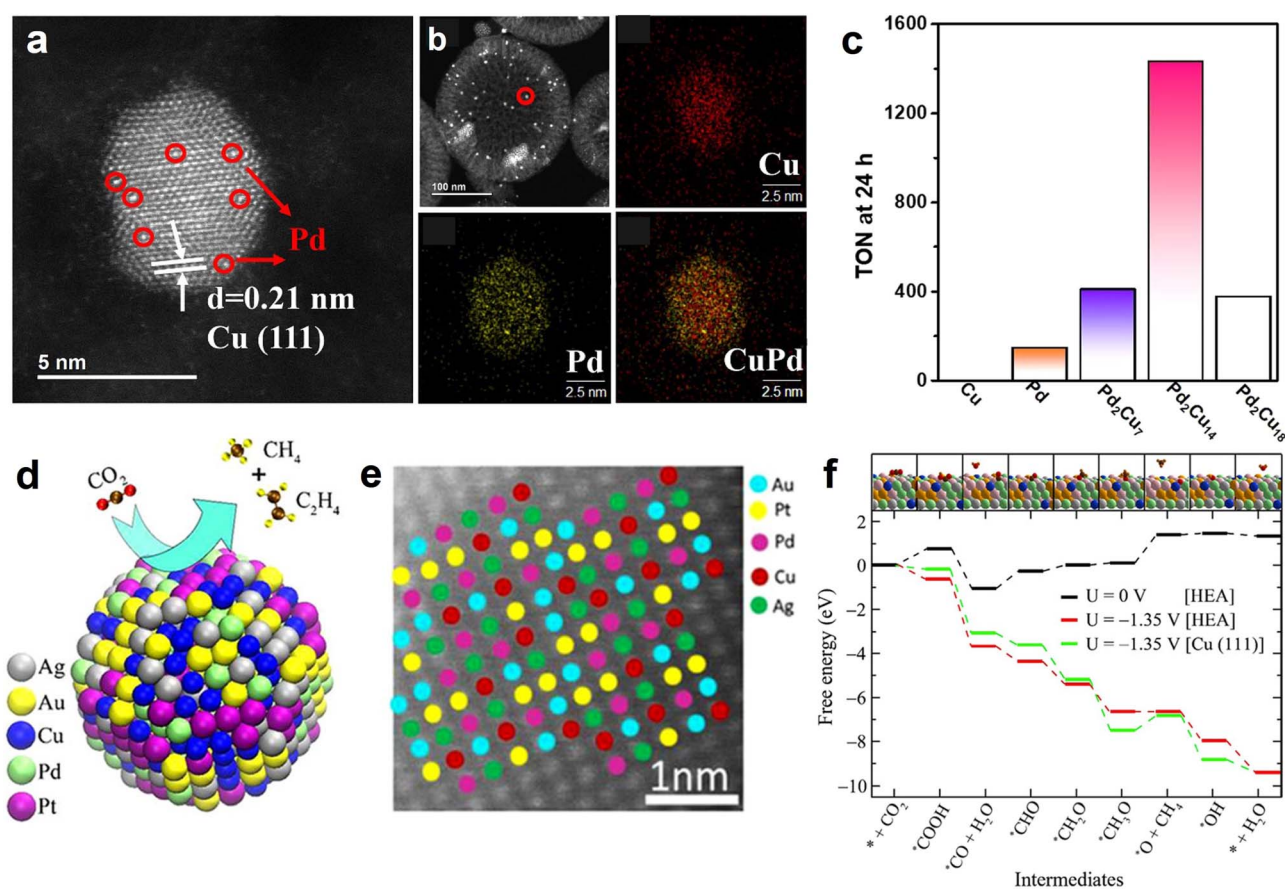 a
Pd
d=0.21 nm
Cu (111)
5 nm
b
100 nm
Cu
2.5 nm
Pd
2.5 nm
CuPd
2.5 nm
c
TON at 24 h
1600
1200
800
400
0
Cu
Pd
Pd₂Cu₇
Pd₂Cu₁₄
Pd₂Cu₁₈
d
CO₂
CH₄
+
C₂H₄
Ag
Au
Cu
Pd
Pt
e
Au
Pt
Pd
Cu
Ag
1nm
f
Free energy (eV)
2
0
−2
−4
−6
−8
−10
U = 0 V [HEA]
U = −1.35 V [HEA]
U = −1.35 V [Cu (111)]
* + CO₂
*COOH
*CO + H₂O
*CHO
*CH₂O
*CH₃O
*O + CH₄
*OH
* + H₂O
Intermediates